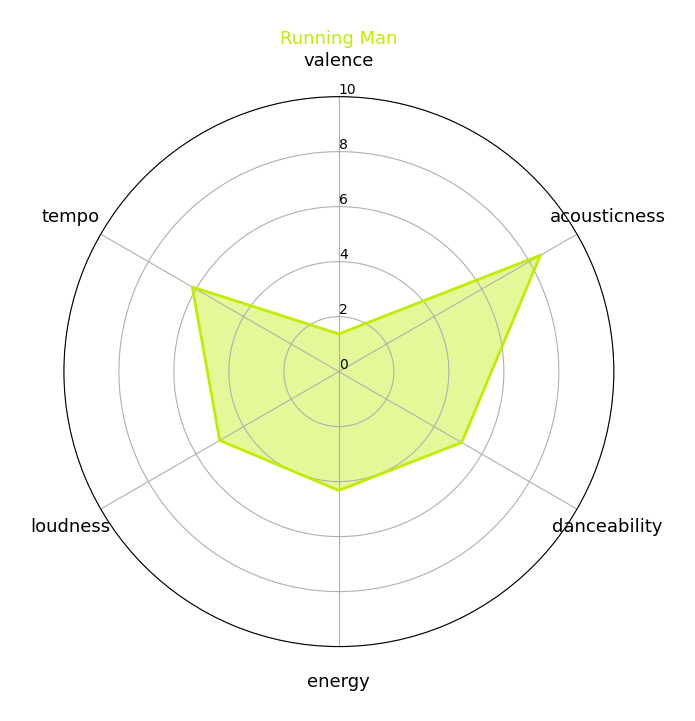 Running Man
valence
10
8
tempo
acousticness
6
4
2
0
loudness
danceability
energy